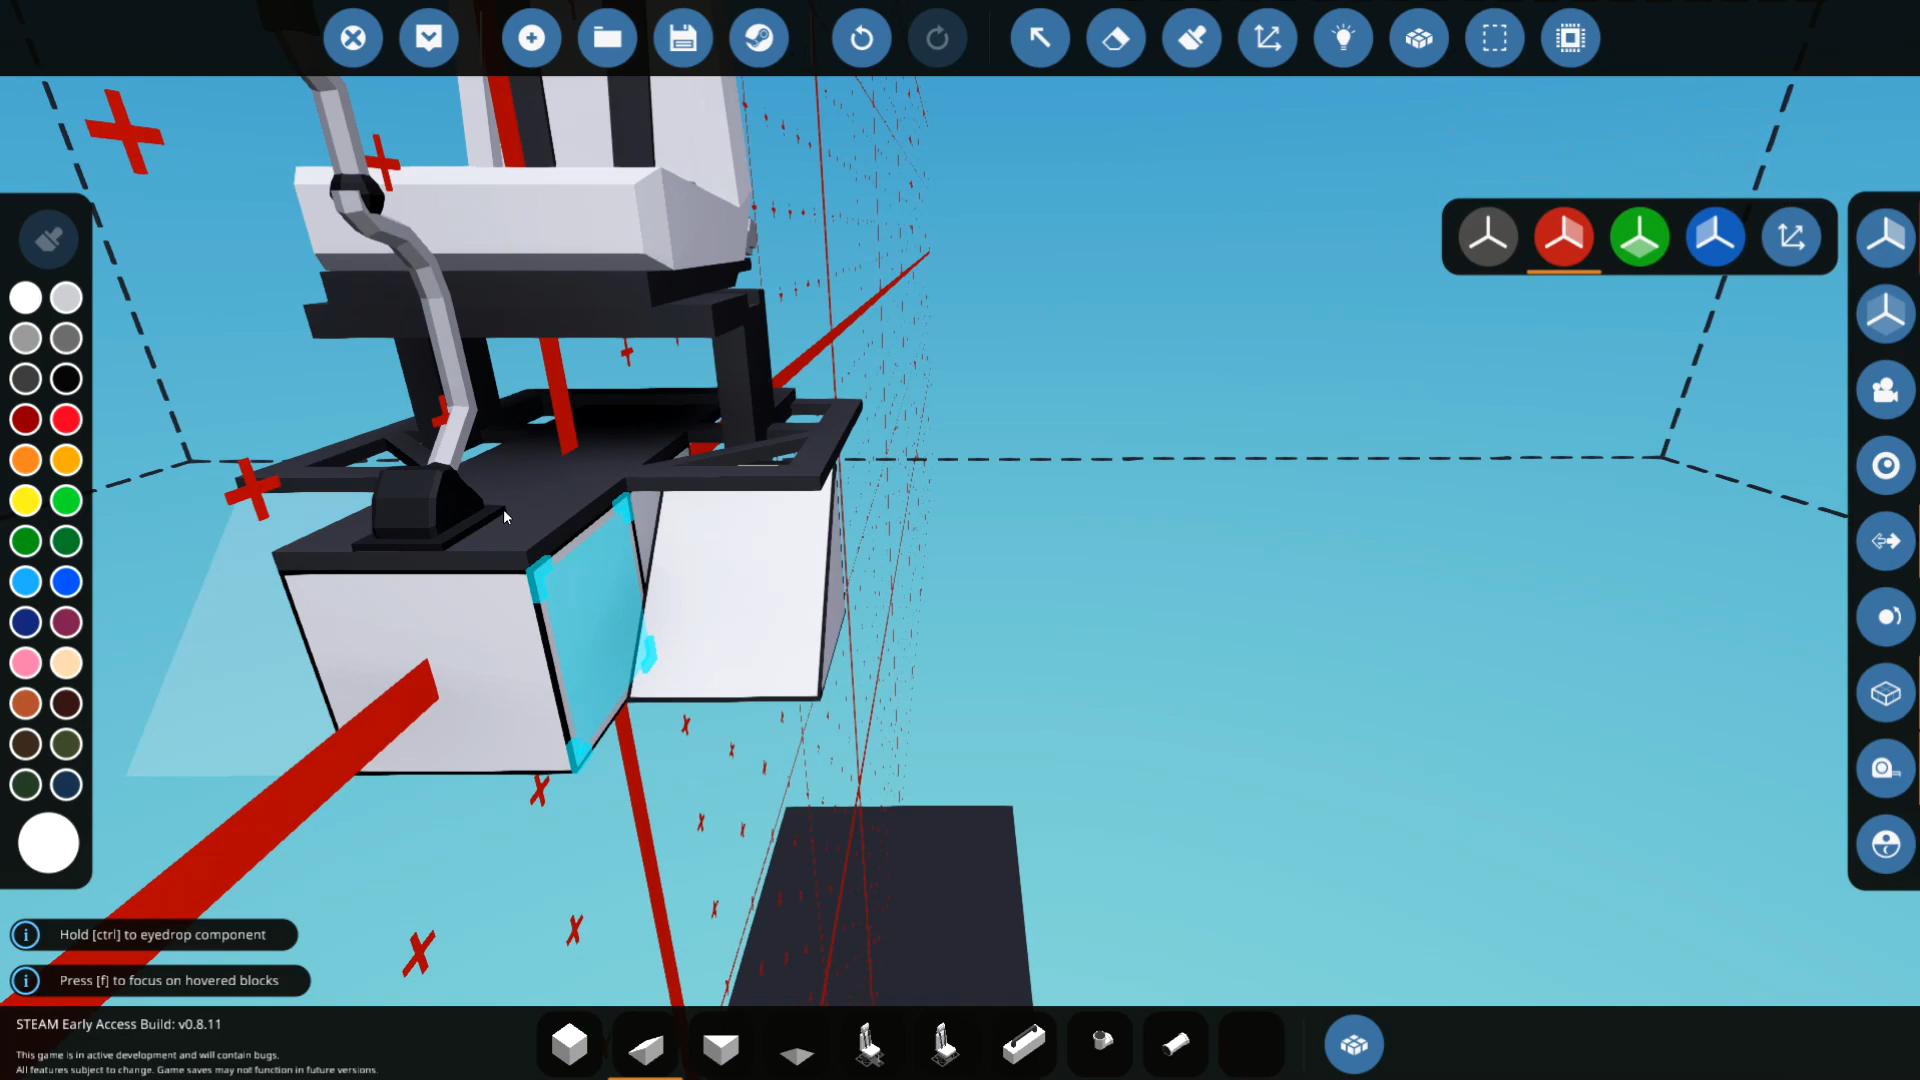 Hold [ctrl] to eyedrop component
Press [f] to focus on hovered blocks
STEAM Early Access Build: v0.8.11
This game is in active development and will contain bugs.
All features subject to change. Game saves may not function in future versions.